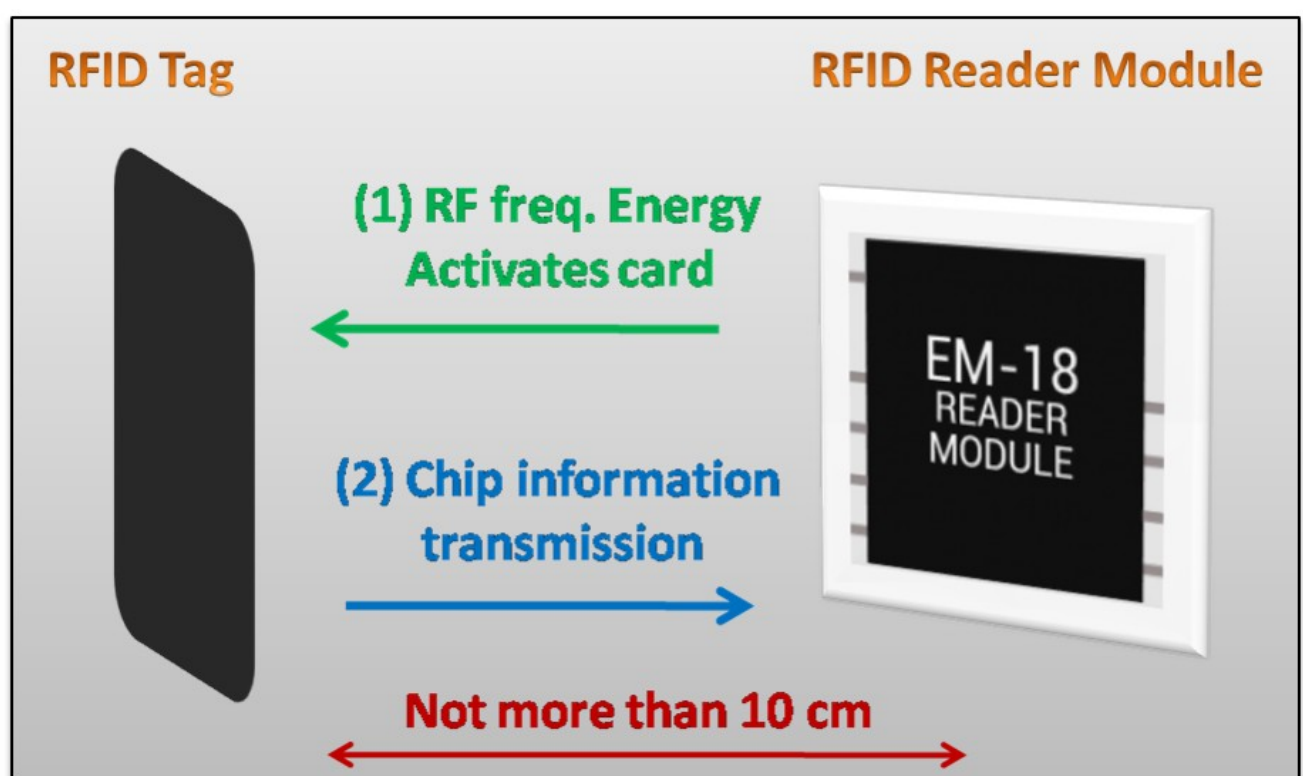 RFID Tag
RFID Reader Module
(1) RF freq. Energy
Activates card
EM-18
READER
MODULE
(2) Chip information
transmission
Not more than 10 cm